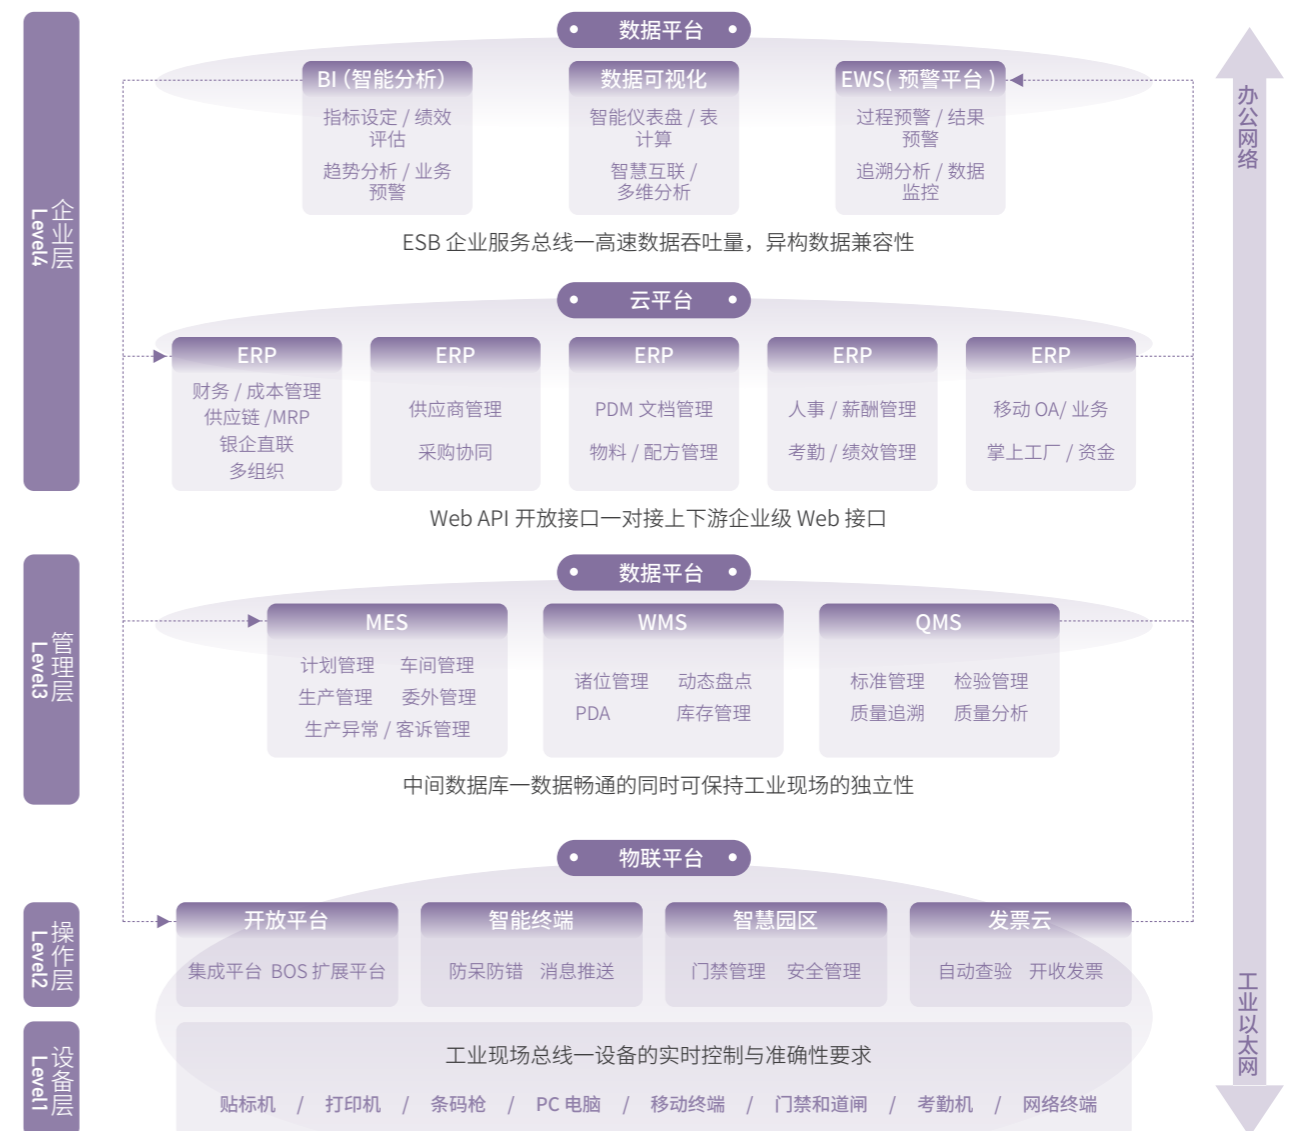 数据平台
BI（智能分析）
指标设定 / 绩效
评估
趋势分析 / 业务
预警
数据可视化
智能仪表盘 / 表
计算
智慧互联 /
多维分析
EWS( 预警平台 )
过程预警 / 结果
预警
追溯分析 / 数据
监控
ESB 企业服务总线一高速数据吞吐量，异构数据兼容性
企业层
Level4
云平台
ERP
财务 / 成本管理
供应链 /MRP
银企直联
多组织
ERP
供应商管理
采购协同
ERP
PDM 文档管理
物料 / 配方管理
ERP
人事 / 薪酬管理
考勤 / 绩效管理
ERP
移动 OA/ 业务
掌上工厂 / 资金
Web API 开放接口一对接上下游企业级 Web 接口
管理层
Level3
数据平台
MES
计划管理 车间管理
生产管理 委外管理
生产异常 / 客诉管理
WMS
诸位管理 动态盘点
PDA 库存管理
QMS
标准管理 检验管理
质量追溯 质量分析
中间数据库一数据畅通的同时可保持工业现场的独立性
操作层
Level2
物联平台
开放平台
集成平台 BOS 扩展平台
智能终端
防呆防错 消息推送
智慧园区
门禁管理 安全管理
发票云
自动查验 开收发票
设备层
Level1
工业现场总线一设备的实时控制与准确性要求
贴标机 / 打印机 / 条码枪 / PC 电脑 / 移动终端 / 门禁和道闸 / 考勤机 / 网络终端
办公网络
工业以太网